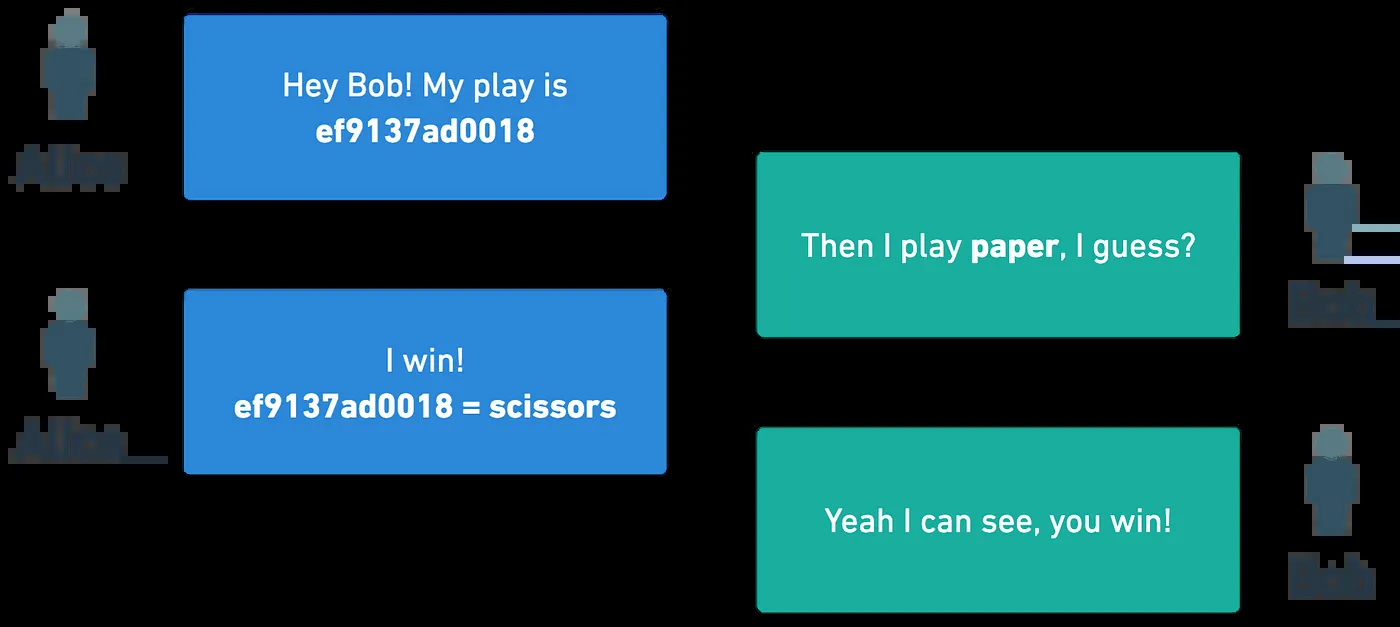 Alice
Hey Bob! My play is
ef9137ad0018
Then I play paper, I guess?
Bob
I win!
ef9137ad0018 = scissors
Alice
Yeah I can see, you win!
Bob